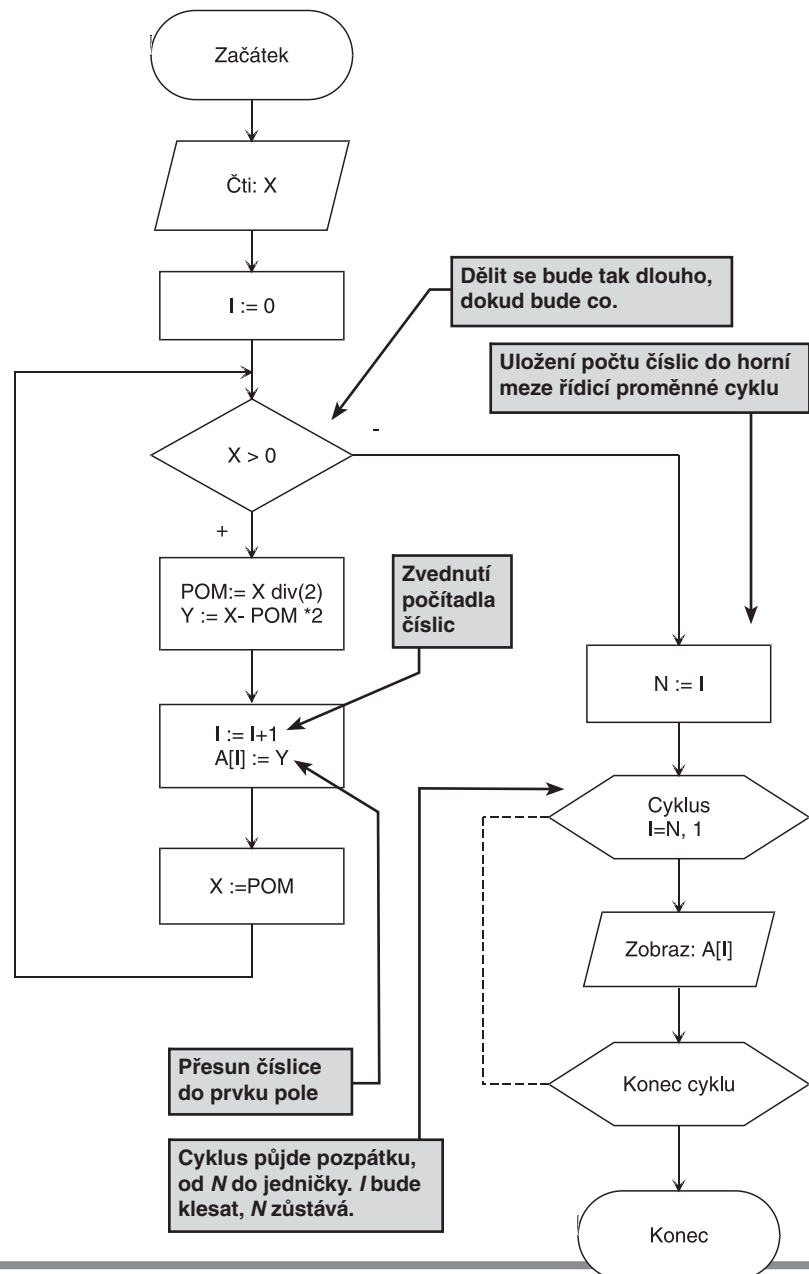 Začátek
Čti: X
I := 0
Dělit se bude tak dlouho,
dokud bude co.
Uložení počtu číslic do horní
meze řídicí proměnné cyklu
X > 0
-
+
POM:= X div(2)
Y := X- POM *2
Zvednutí
počítadla
číslic
I := I+1
A[I] := Y
X :=POM
N := I
Cyklus
I=N, 1
Zobraz: A[I]
Konec cyklu
Přesun číslice
do prvku pole
Cyklus půjde pozpátku,
od N do jedničky. I bude
klesat, N zůstává.
Konec